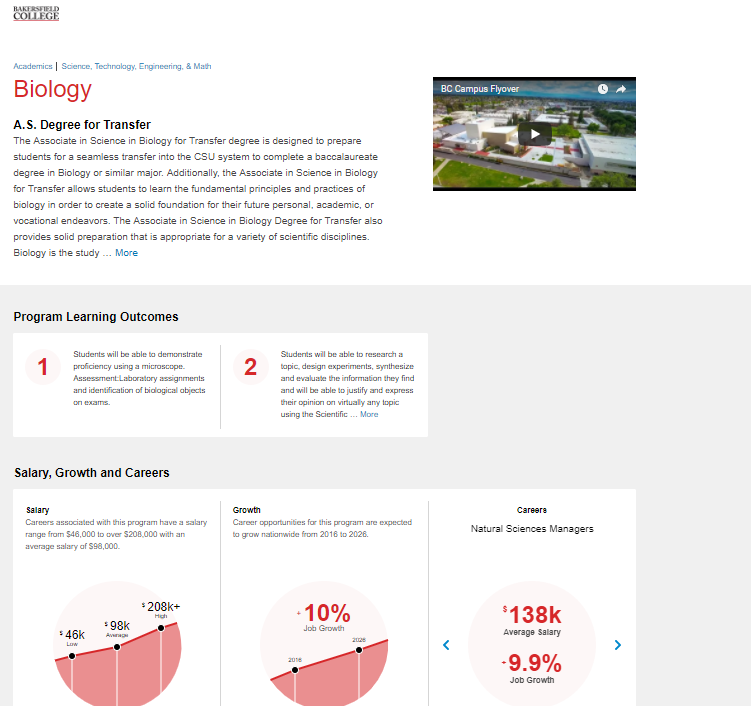 BAKERSFIELD
COLLEGE
Academics | Science, Technology, Engineering, & Math
Biology
BC Campus Flyover
A.S. Degree for Transfer
The Associate in Science in Biology for Transfer degree is designed to prepare
students for a seamless transfer into the CSU system to complete a baccalaureate
degree in Biology or similar major. Additionally, the Associate in Science in Biology
for Transfer allows students to learn the fundamental principles and practices of
biology in order to create a solid foundation for their future personal, academic, or
vocational endeavors. The Associate in Science in Biology Degree for Transfer also
provides solid preparation that is appropriate for a variety of scientific disciplines.
Biology is the study … More
Program Learning Outcomes
1
Students will be able to demonstrate
proficiency using a microscope.
Assessment:Laboratory assignments
and identification of biological objects
on exams.
2
Students will be able to research a
topic, design experiments, synthesize
and evaluate the information they find
and will be able to justify and express
their opinion on virtually any topic
using the Scientific … More
Salary, Growth and Careers
Salary
Careers associated with this program have a salary
range from $46,000 to over $208,000 with an
average salary of $98,000.
$46k
Low
$98k
Average
$208k+
High
Growth
Career opportunities for this program are expected
to grow nationwide from 2016 to 2026.
+10%
Job Growth
2016
2026
Careers
Natural Sciences Managers
$138k
Average Salary
+9.9%
Job Growth